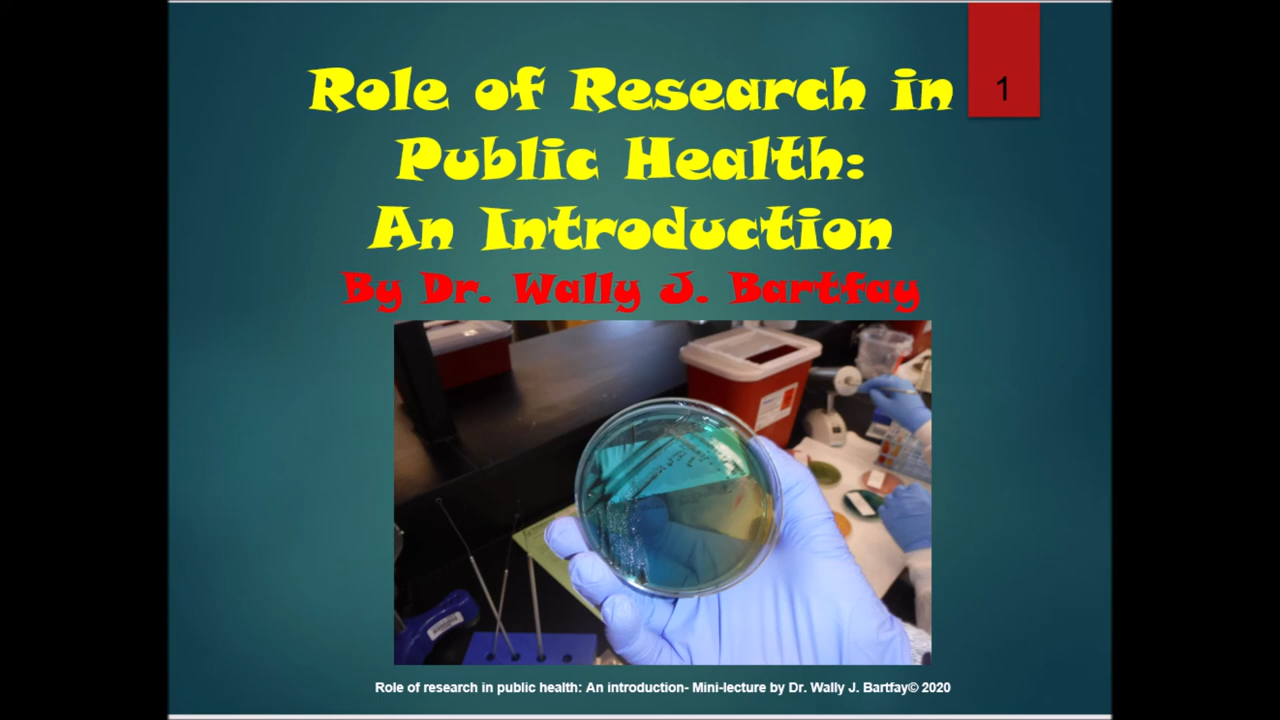 Role of Research in
Public Health:
An Introduction
By Dr. Wally J. Bartfay
1
Role of research in public health: An introduction- Mini-lecture by Dr. Wally J. Bartfay© 2020